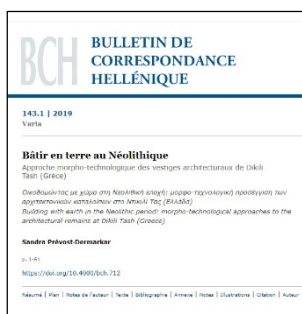 BCH
BULLETIN DE
CORRESPONDANCE
HELLÉNIQUE
143.1 | 2019
Varia
Bâtir en terre au Néolithique
Approche morpho-technologique des vestiges architecturaux de Dikili
Tash (Grèce)
Οικοδομώντας με χώμα στη Νεολιθική εποχή: μορφο-τεχνολογική προσέγγιση των
αρχιτεκτονικών καταλοίπων στο Ντικιλί Τας (Ελλάδα)
Building with earth in the Neolithic period: morpho-technological approaches to the
architectural remains at Dikili Tash (Greece)
Sandra Prévost-Dermarkar
p. 1-61
https://doi.org/10.4000/bch.712
Résumé | Plan | Notes de l'auteur | Texte | Bibliographie | Annexe | Notes | Illustrations | Citation | Auteur